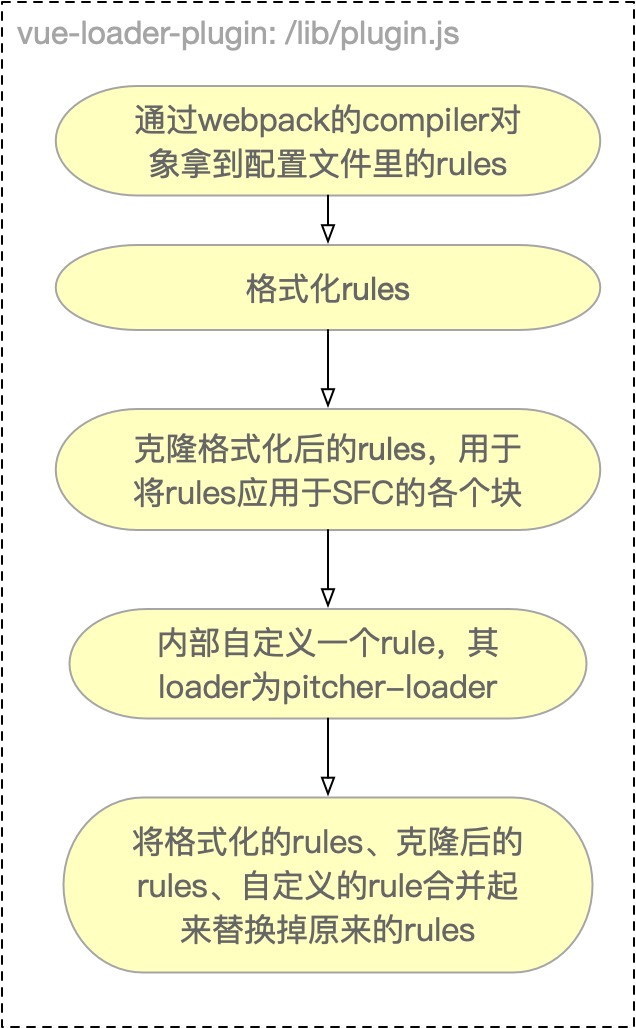 vue-loader-plugin: /lib/plugin.js
通过webpack的compiler对
象拿到配置文件里的rules
格式化rules
克隆格式化后的rules，用于
将rules应用于SFC的各个块
内部自定义一个rule，其
loader为pitcher-loader
将格式化的rules、克隆后的
rules、自定义的rule合并起
来替换掉原来的rules